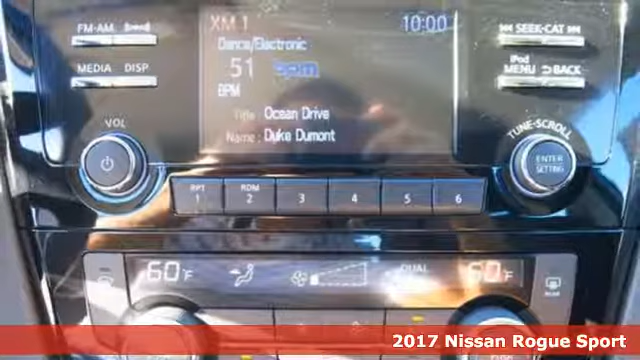 FM-AM
XM 1 10:00
SEEK-CAT
Dance/Electronic
MEDIA DISP
51 bpm
iPod
MENU BACK
BPM
Title : Ocean Drive
VOL
TUNE-SCROLL
Name : Duke Dumont
ENTER
SETTING
RPT
1
RDM
2
3
4
5
6
60°F
DUAL
60°F
REAR
2017 Nissan Rogue Sport